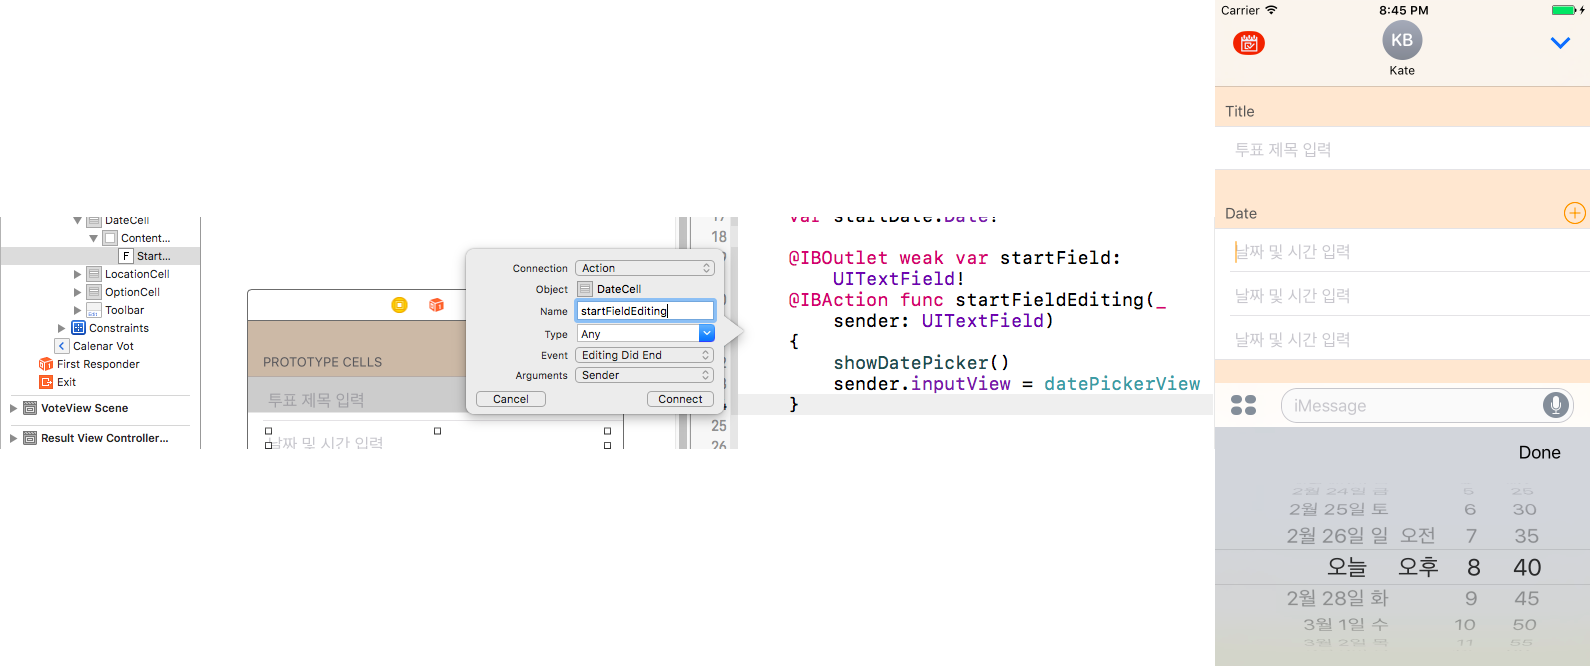 DateCell
Content...
F Start...
LocationCell
OptionCell
Toolbar
Constraints
Calenar Vot
First Responder
Exit
VoteView Scene
Result View Controller...
PROTOTYPE CELLS
투표 제목 입력
날짜 및 시간 입력
Connection Action
Object DateCell
Name startFieldEditing
Type Any
Event Editing Did End
Arguments Sender
Cancel Connect
17
18
25
26
var startDate:Date!
@IBOutlet weak var startField:
UITextField!
@IBAction func startFieldEditing(_
sender: UITextField)
{
showDatePicker()
sender.inputView = datePickerView
}
Carrier 8:45 PM
KB
Kate
Title
투표 제목 입력
Date
날짜 및 시간 입력
날짜 및 시간 입력
날짜 및 시간 입력
iMessage
Done
2월 24일 금 5 25
2월 25일 토 6 30
2월 26일 일 오전 7 35
오늘 오후 8 40
2월 28일 화 9 45
3월 1일 수 10 50
3월 2일 목 11 55